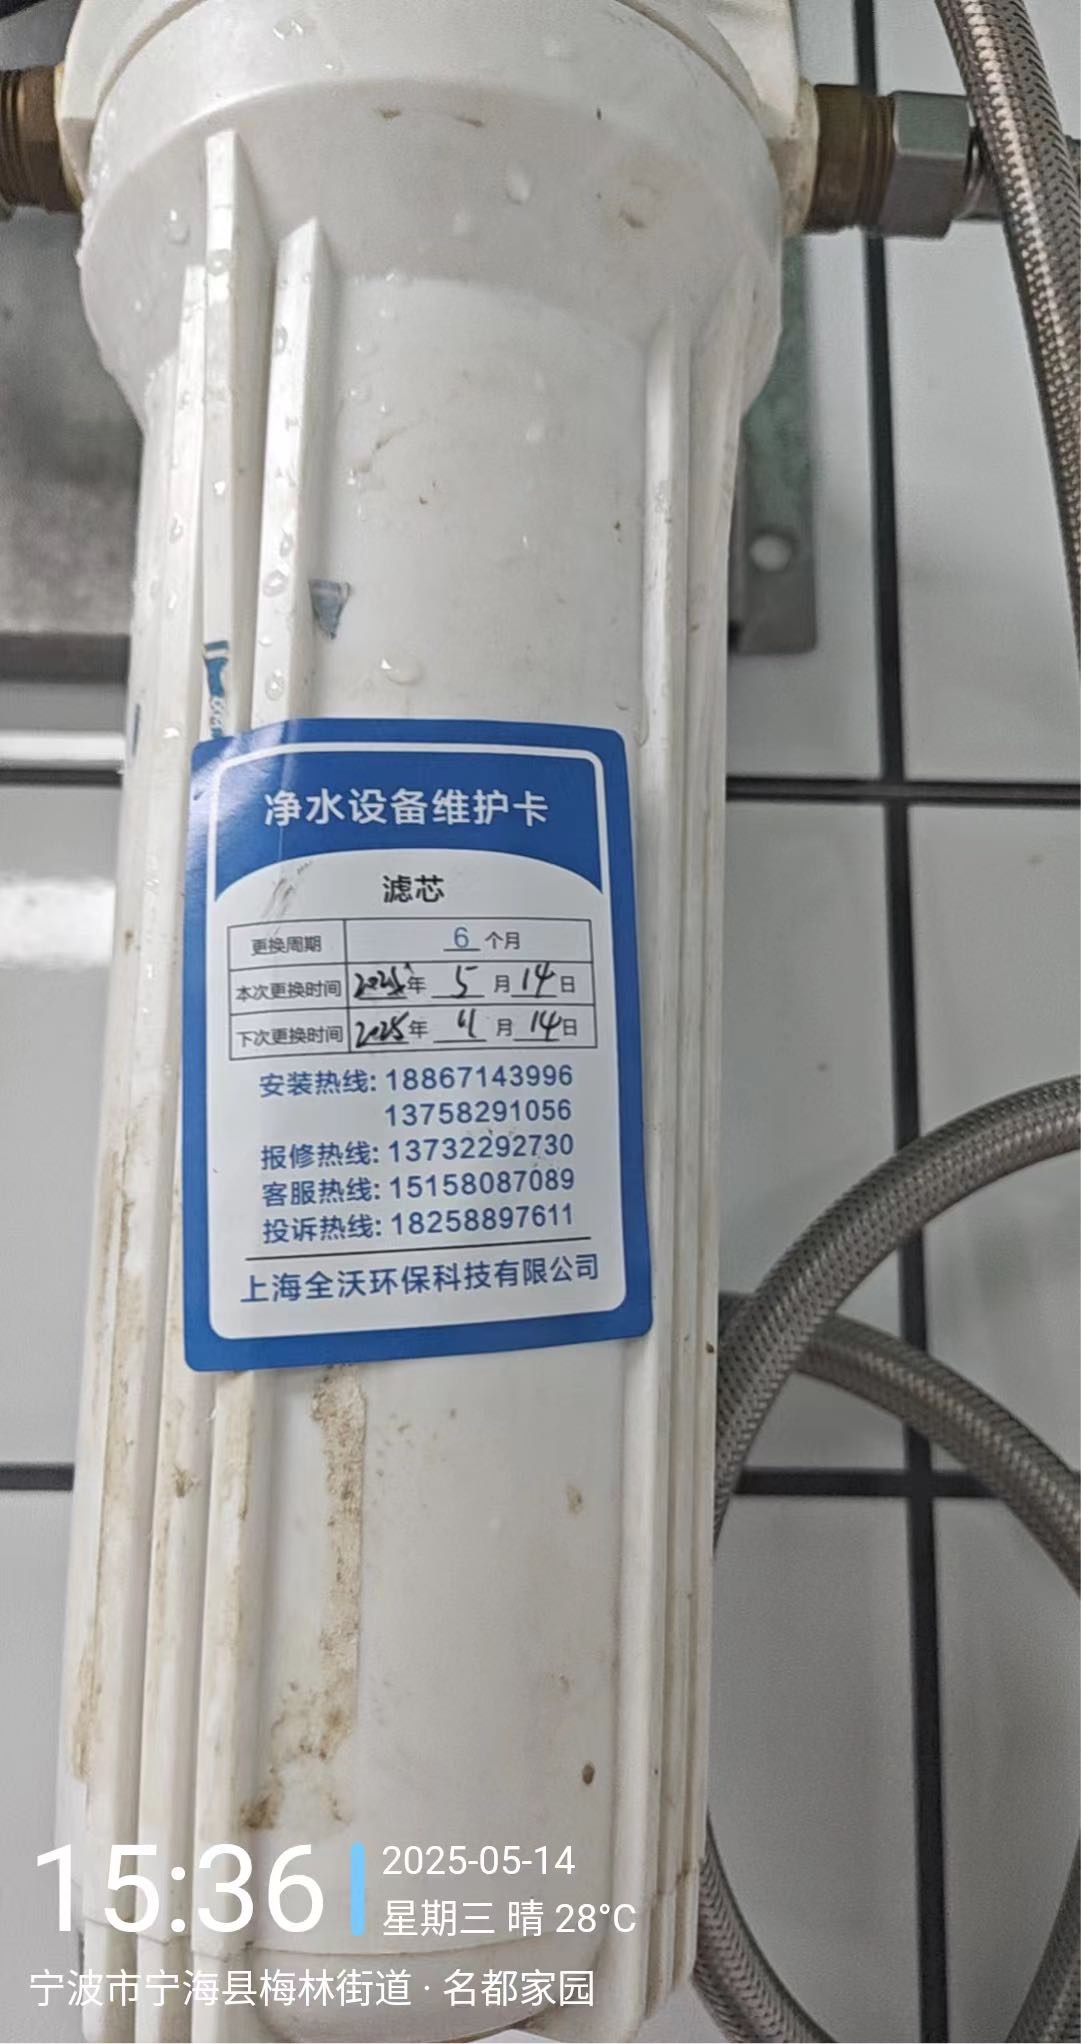 净水设备维护卡
滤芯
更换周期 6 个月
本次更换时间 2025年 5 月 14 日
下次更换时间 2025年 11 月 14 日
安装热线: 18867143996
13758291056
报修热线: 13732292730
客服热线: 15158087089
投诉热线: 18258897611
上海全沃环保科技有限公司
15:36
2025-05-14
星期三 晴 28°C
宁波市宁海县梅林街道 · 名都家园